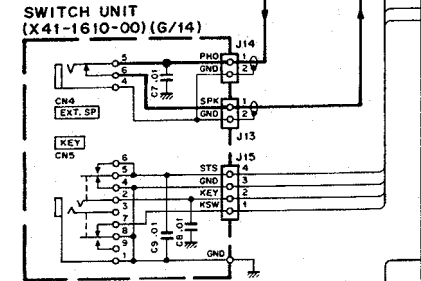 SWITCH UNIT
(X41-1610-00)(G/14)
J14
5
PHO
1
6
GND
2
4
C7 .01
CN4
EXT. SP
SPK
1
GND
2
J13
KEY
CN5
J15
6
5
STS
4
4
GND
3
2
KEY
2
3
KSW
1
7
8
9
C9 .01
C8 .01
1
GND